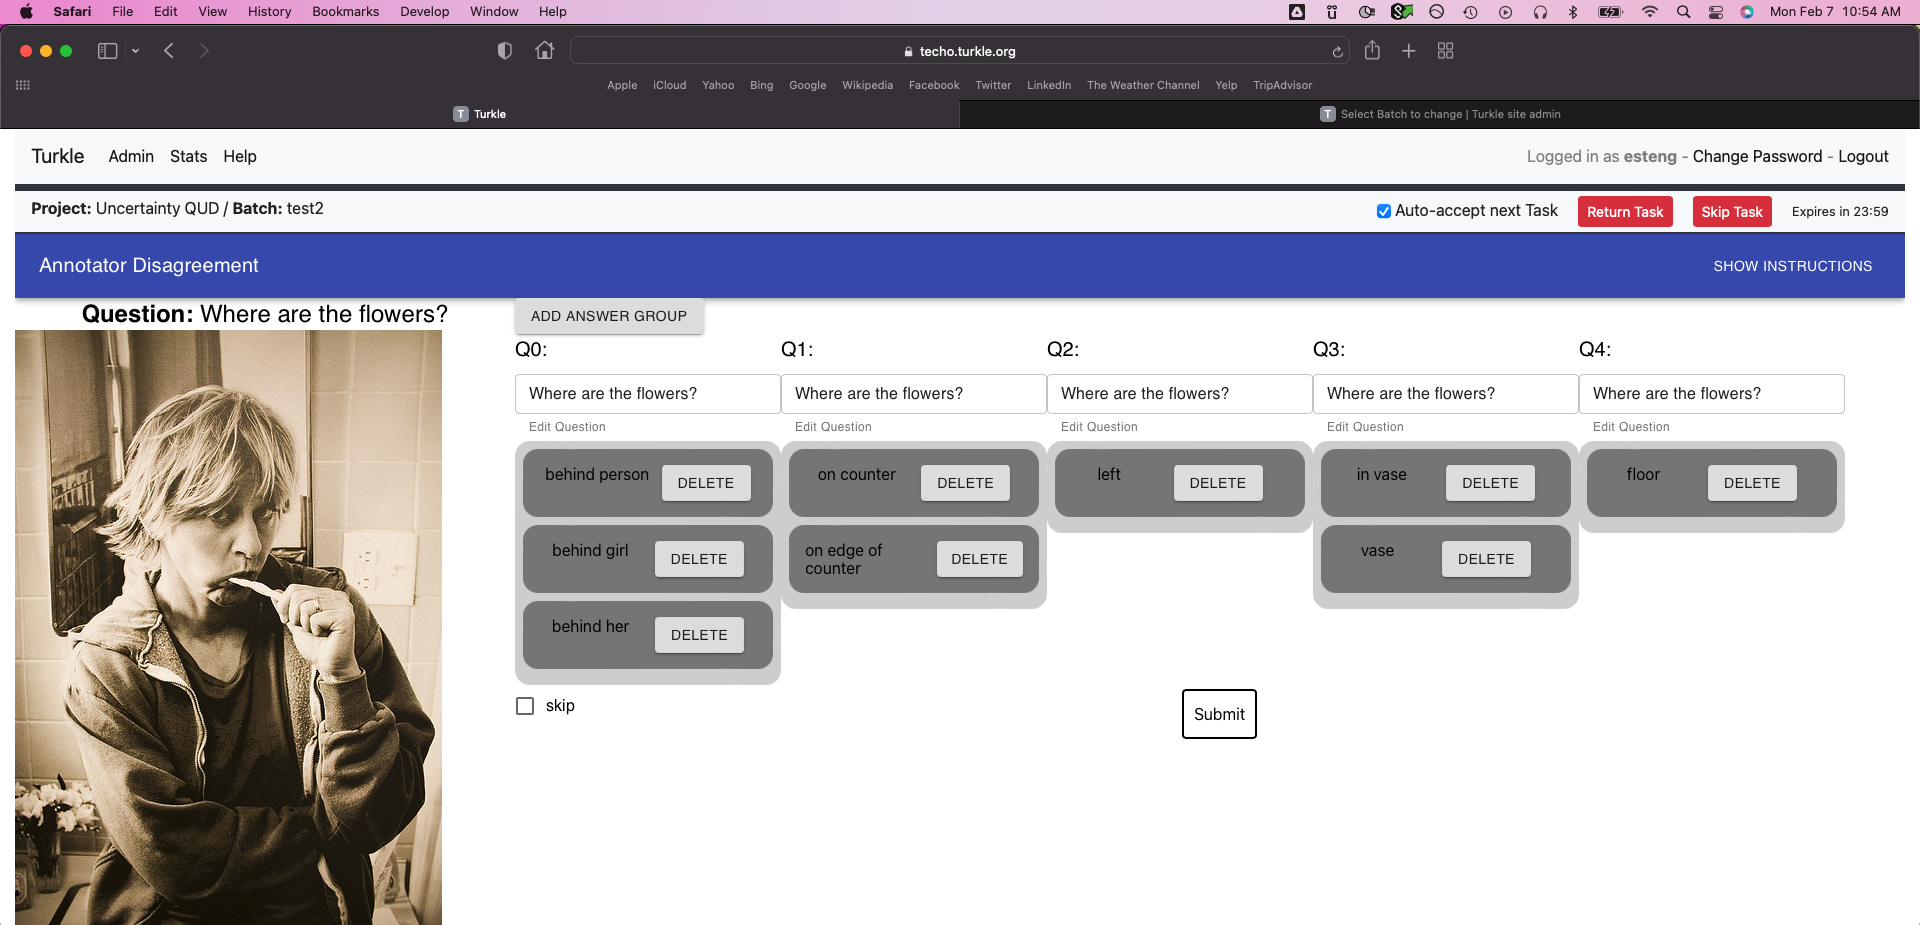 Safari File Edit View History Bookmarks Develop Window Help Mon Feb 7 10:54 AM
techo.turkle.org
Apple iCloud Yahoo Bing Google Wikipedia Facebook Twitter LinkedIn The Weather Channel Yelp TripAdvisor
T Turkle T Select Batch to change | Turkle site admin
Turkle Admin Stats Help Logged in as esteng - Change Password - Logout
Project: Uncertainty QUD / Batch: test2 Auto-accept next Task Return Task Skip Task Expires in 23:59
Annotator Disagreement SHOW INSTRUCTIONS
Question: Where are the flowers? ADD ANSWER GROUP
Q0: Q1: Q2: Q3: Q4:
Where are the flowers? Where are the flowers? Where are the flowers? Where are the flowers? Where are the flowers?
Edit Question Edit Question Edit Question Edit Question Edit Question
behind person DELETE on counter DELETE left DELETE in vase DELETE floor DELETE
behind girl DELETE on edge of counter DELETE vase DELETE
behind her DELETE
skip Submit